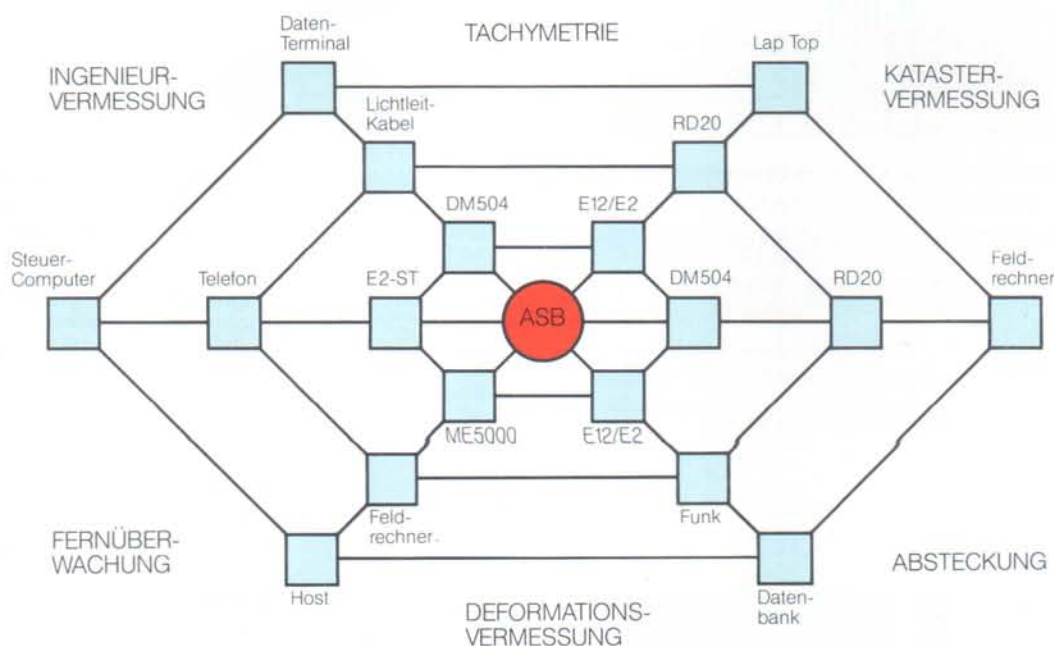 Daten-
Terminal
TACHYMETRIE
Lap Top
INGENIEUR-
VERMESSUNG
KATASTER-
VERMESSUNG
Lichtleit-
Kabel
RD20
DM504
E12/E2
Steuer-
Computer
Telefon
E2-ST
DM504
RD20
Feld-
rechner
ASB
ME5000
E12/E2
Feld-
rechner
Funk
FERNÜBER-
WACHUNG
ABSTECKUNG
Host
DEFORMATIONS-
VERMESSUNG
Daten-
bank